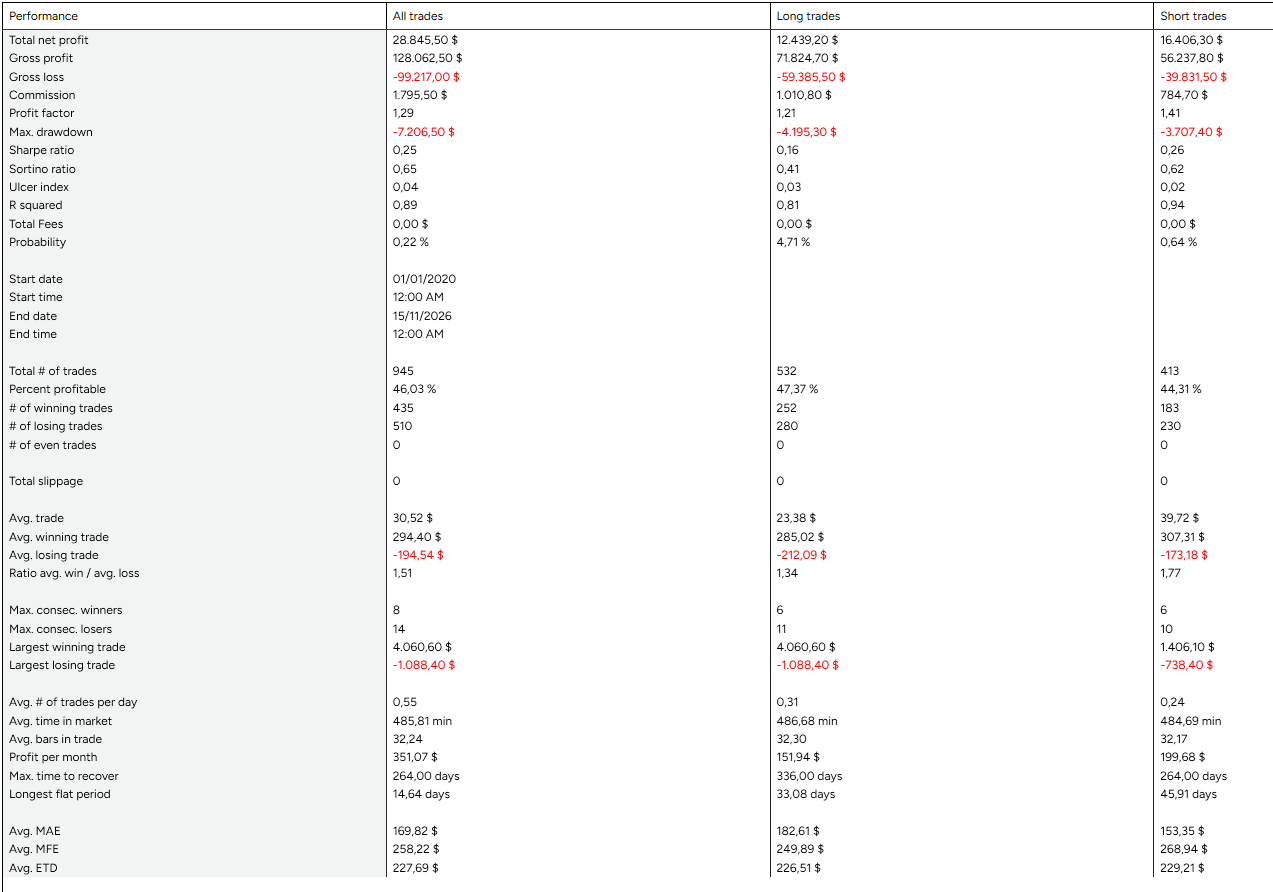 Performance All trades Long trades Short trades
Total net profit 28.845,50 $ 12.439,20 $ 16.406,30 $
Gross profit 128.062,50 $ 71.824,70 $ 56.237,80 $
Gross loss -99.217,00 $ -59.385,50 $ -39.831,50 $
Commission 1.795,50 $ 1.010,80 $ 784,70 $
Profit factor 1,29 1,21 1,41
Max. drawdown -7.206,50 $ -4.195,30 $ -3.707,40 $
Sharpe ratio 0,25 0,16 0,26
Sortino ratio 0,65 0,41 0,62
Ulcer index 0,04 0,03 0,02
R squared 0,89 0,81 0,94
Total Fees 0,00 $ 0,00 $ 0,00 $
Probability 0,22 % 4,71 % 0,64 %
Start date 01/01/2020
Start time 12:00 AM
End date 15/11/2026
End time 12:00 AM
Total # of trades 945 532 413
Percent profitable 46,03 % 47,37 % 44,31 %
# of winning trades 435 252 183
# of losing trades 510 280 230
# of even trades 0 0 0
Total slippage 0 0 0
Avg. trade 30,52 $ 23,38 $ 39,72 $
Avg. winning trade 294,40 $ 285,02 $ 307,31 $
Avg. losing trade -194,54 $ -212,09 $ -173,18 $
Ratio avg. win / avg. loss 1,51 1,34 1,77
Max. consec. winners 8 6 6
Max. consec. losers 14 11 10
Largest winning trade 4.060,60 $ 4.060,60 $ 1.406,10 $
Largest losing trade -1.088,40 $ -1.088,40 $ -738,40 $
Avg. # of trades per day 0,55 0,31 0,24
Avg. time in market 485,81 min 486,68 min 484,69 min
Avg. bars in trade 32,24 32,30 32,17
Profit per month 351,07 $ 151,94 $ 199,68 $
Max. time to recover 264,00 days 336,00 days 264,00 days
Longest flat period 14,64 days 33,08 days 45,91 days
Avg. MAE 169,82 $ 182,61 $ 153,35 $
Avg. MFE 258,22 $ 249,89 $ 268,94 $
Avg. ETD 227,69 $ 226,51 $ 229,21 $